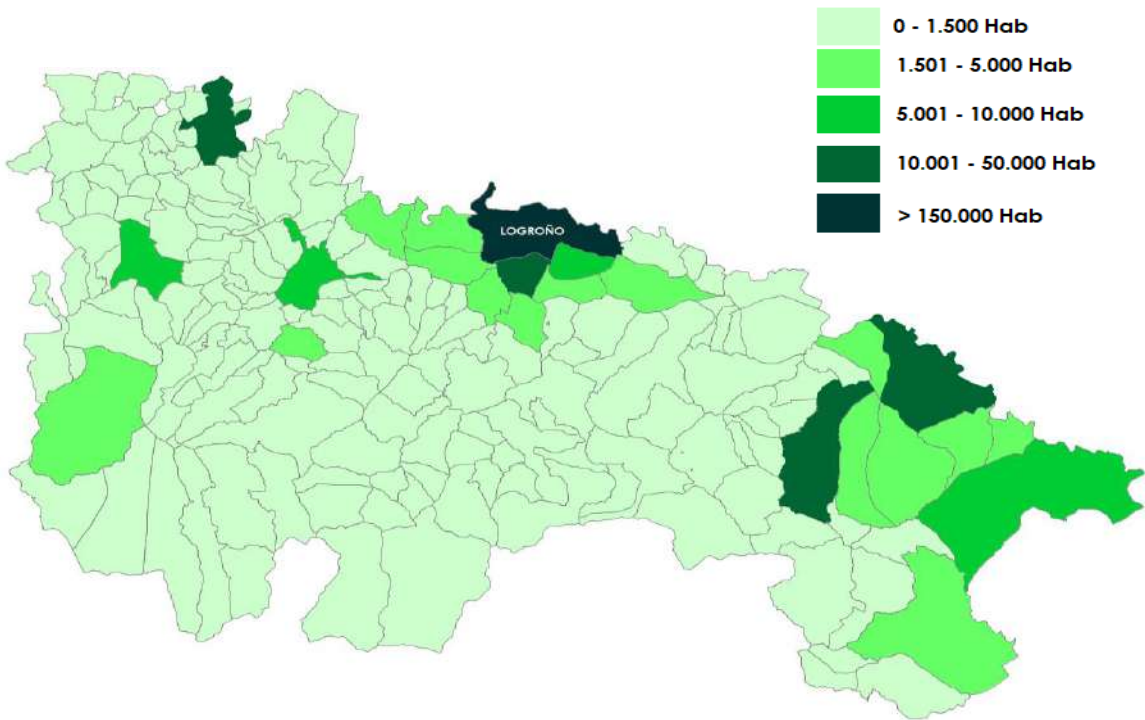 0 - 1.500 Hab
1.501 - 5.000 Hab
5.001 - 10.000 Hab
10.001 - 50.000 Hab
> 150.000 Hab
LOGROÑO